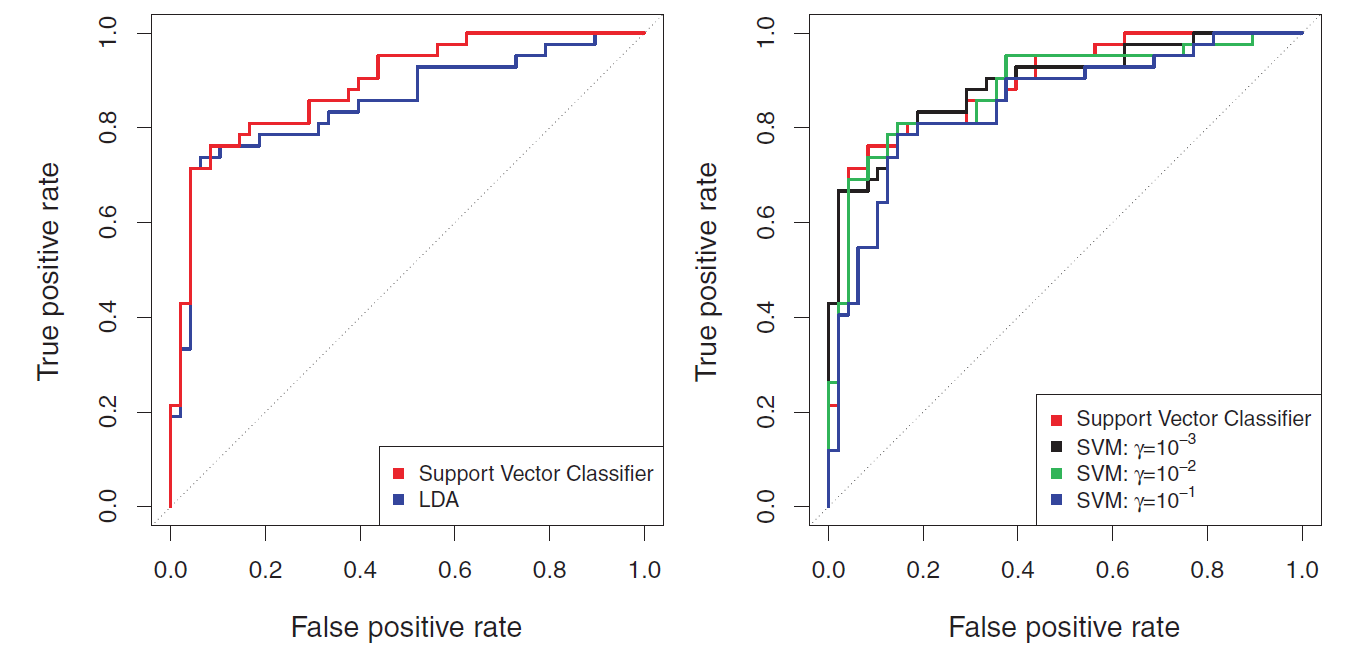 True positive rate
1.0
0.8
0.6
0.4
0.2
0.0
Support Vector Classifier
LDA
0.0 0.2 0.4 0.6 0.8 1.0
False positive rate
True positive rate
1.0
0.8
0.6
0.4
0.2
0.0
Support Vector Classifier
SVM: γ=10⁻³
SVM: γ=10⁻²
SVM: γ=10⁻¹
0.0 0.2 0.4 0.6 0.8 1.0
False positive rate